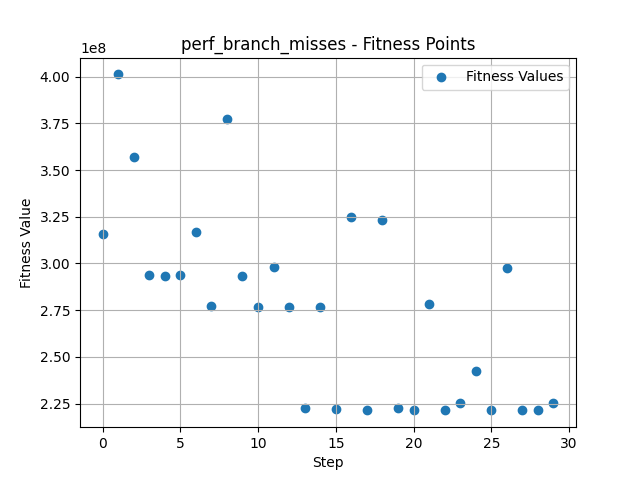 perf_branch_misses - Fitness Points
1e8
4.00
3.75
3.50
3.25
3.00
2.75
2.50
2.25
Fitness Value
Fitness Values
0 5 10 15 20 25 30
Step